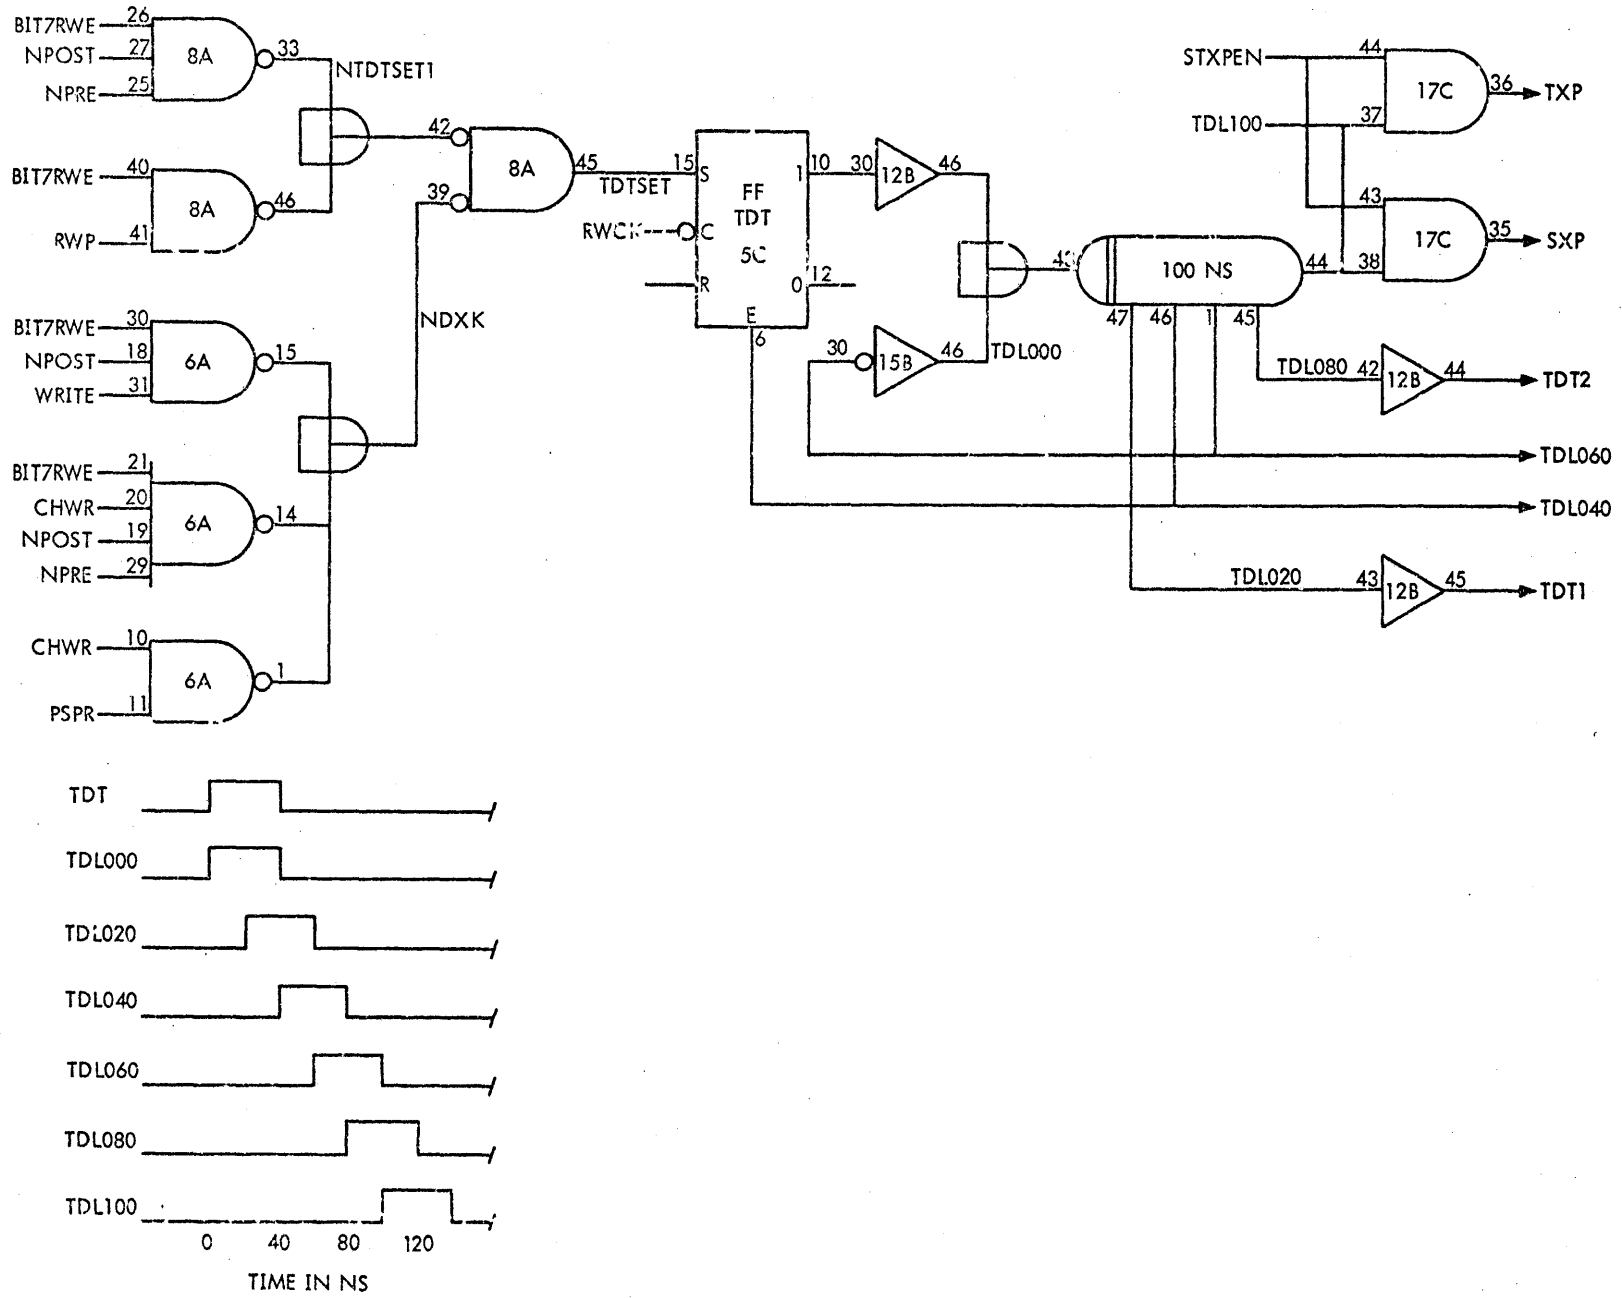 BIT7RWE 26
NPOST 27
NPRE 25
8A
33
NTDTSET1
BIT7RWE 40
RWP 41
8A
46
42
39
8A
45
TDTSET
NDXK
BIT7RWE 30
NPOST 18
WRITE 31
6A
15
BIT7RWE 21
CHWR 20
NPOST 19
NPRE 29
6A
14
CHWR 10
PSPR 11
6A
1
15 S
RWCK C
R
FF
TDT
5C
1 10
0 12
E
6
30 12B 46
30 15B 46
TDL000
100 NS
44
47 46 1 45
STXPEN 44
TDL100 37
17C
36 TXP
43
38
17C
35 SXP
TDL080 42 12B 44 TDT2
TDL060
TDL040
TDL020 43 12B 45 TDT1
TDT
TDL000
TDL020
TDL040
TDL060
TDL080
TDL100
0 40 80 120
TIME IN NS